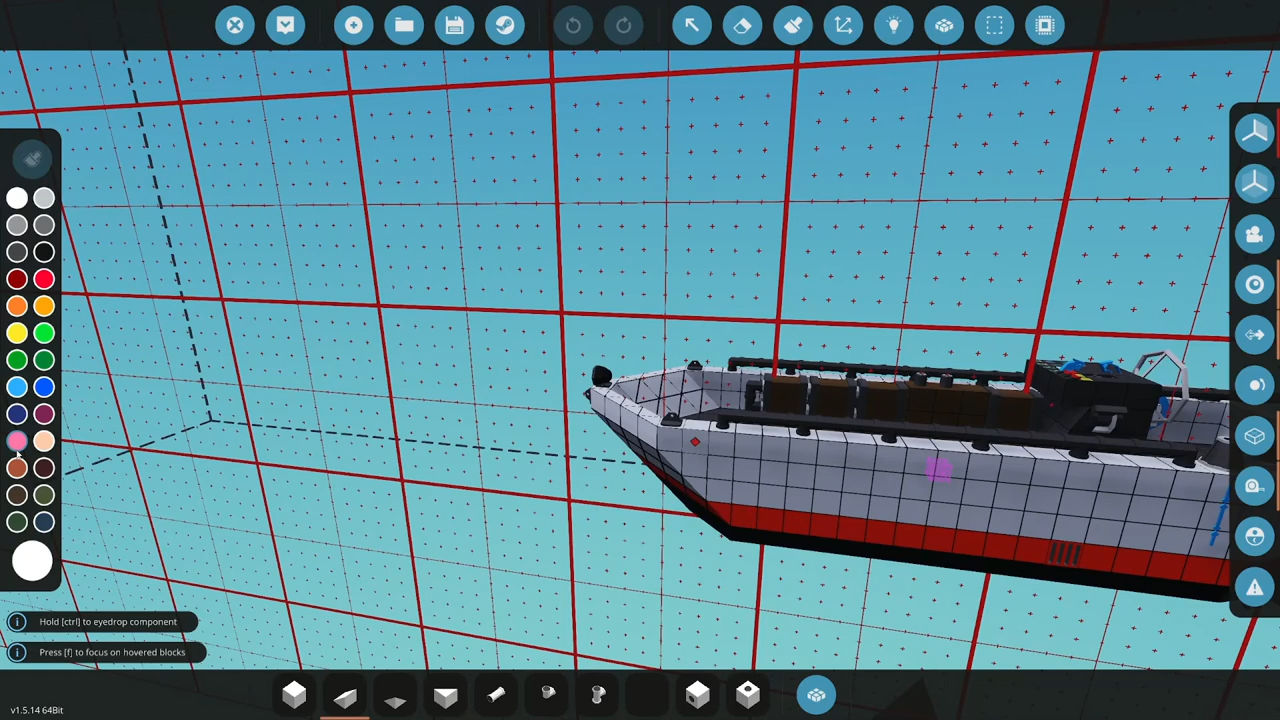 Hold [ctrl] to eyedrop component
Press [f] to focus on hovered blocks
v1.5.14 64Bit